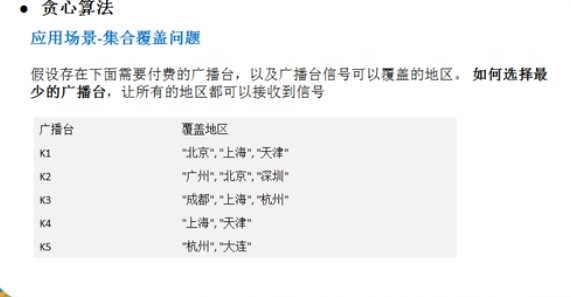 ● 贪心算法
应用场景-集合覆盖问题
假设存在下面需要付费的广播台，以及广播台信号可以覆盖的地区。 如何选择最
少的广播台，让所有的地区都可以接收到信号
广播台 覆盖地区
K1 "北京", "上海", "天津"
K2 "广州", "北京", "深圳"
K3 "成都", "上海", "杭州"
K4 "上海", "天津"
K5 "杭州", "大连"